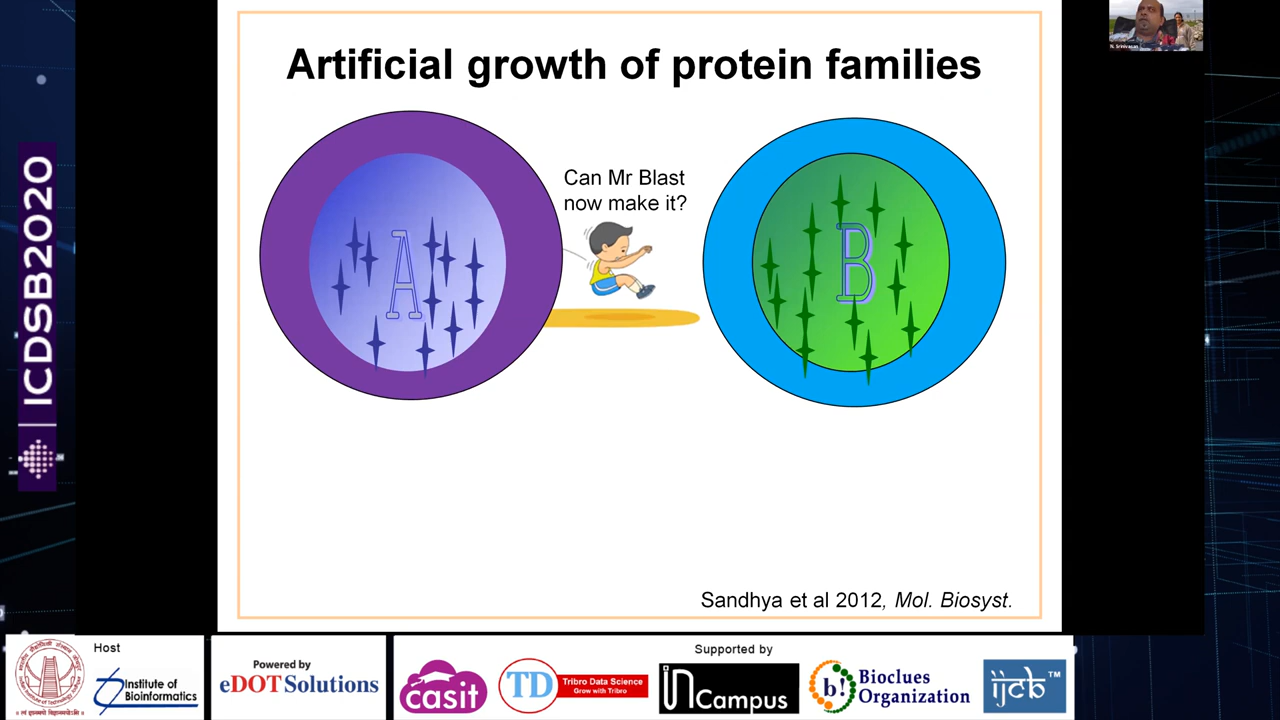 Artificial growth of protein families
N. Srinivasan
Can Mr Blast
now make it?
A
B
ICDSB2020
Sandhya et al 2012, Mol. Biosyst.
Host
Institute of
Bioinformatics
Powered by
eDOT Solutions
Supported by
casit
TD
Tribro Data Science
Grow with Tribro
inCampus
b!
Bioclues
Organization
ijcb™